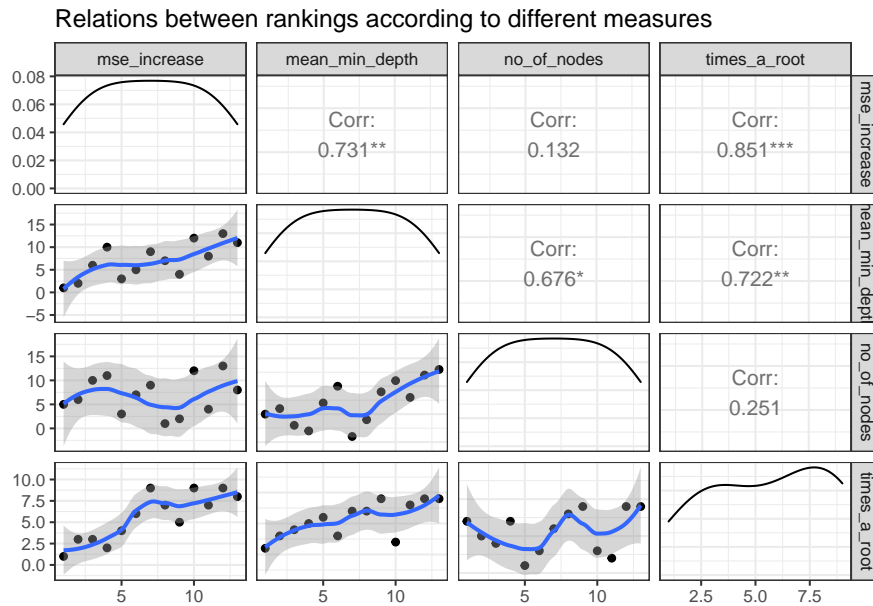 Relations between rankings according to different measures
mse_increase mean_min_depth no_of_nodes times_a_root
0.08
0.06
0.04
0.02
0.00
Corr:
0.731**
Corr:
0.132
Corr:
0.851***
mse_increase
15
10
5
0
−5
Corr:
0.676*
Corr:
0.722**
mean_min_depth
15
10
5
0
Corr:
0.251
no_of_nodes
10.0
7.5
5.0
2.5
0.0
times_a_root
5 10 5 10 5 10 2.5 5.0 7.5